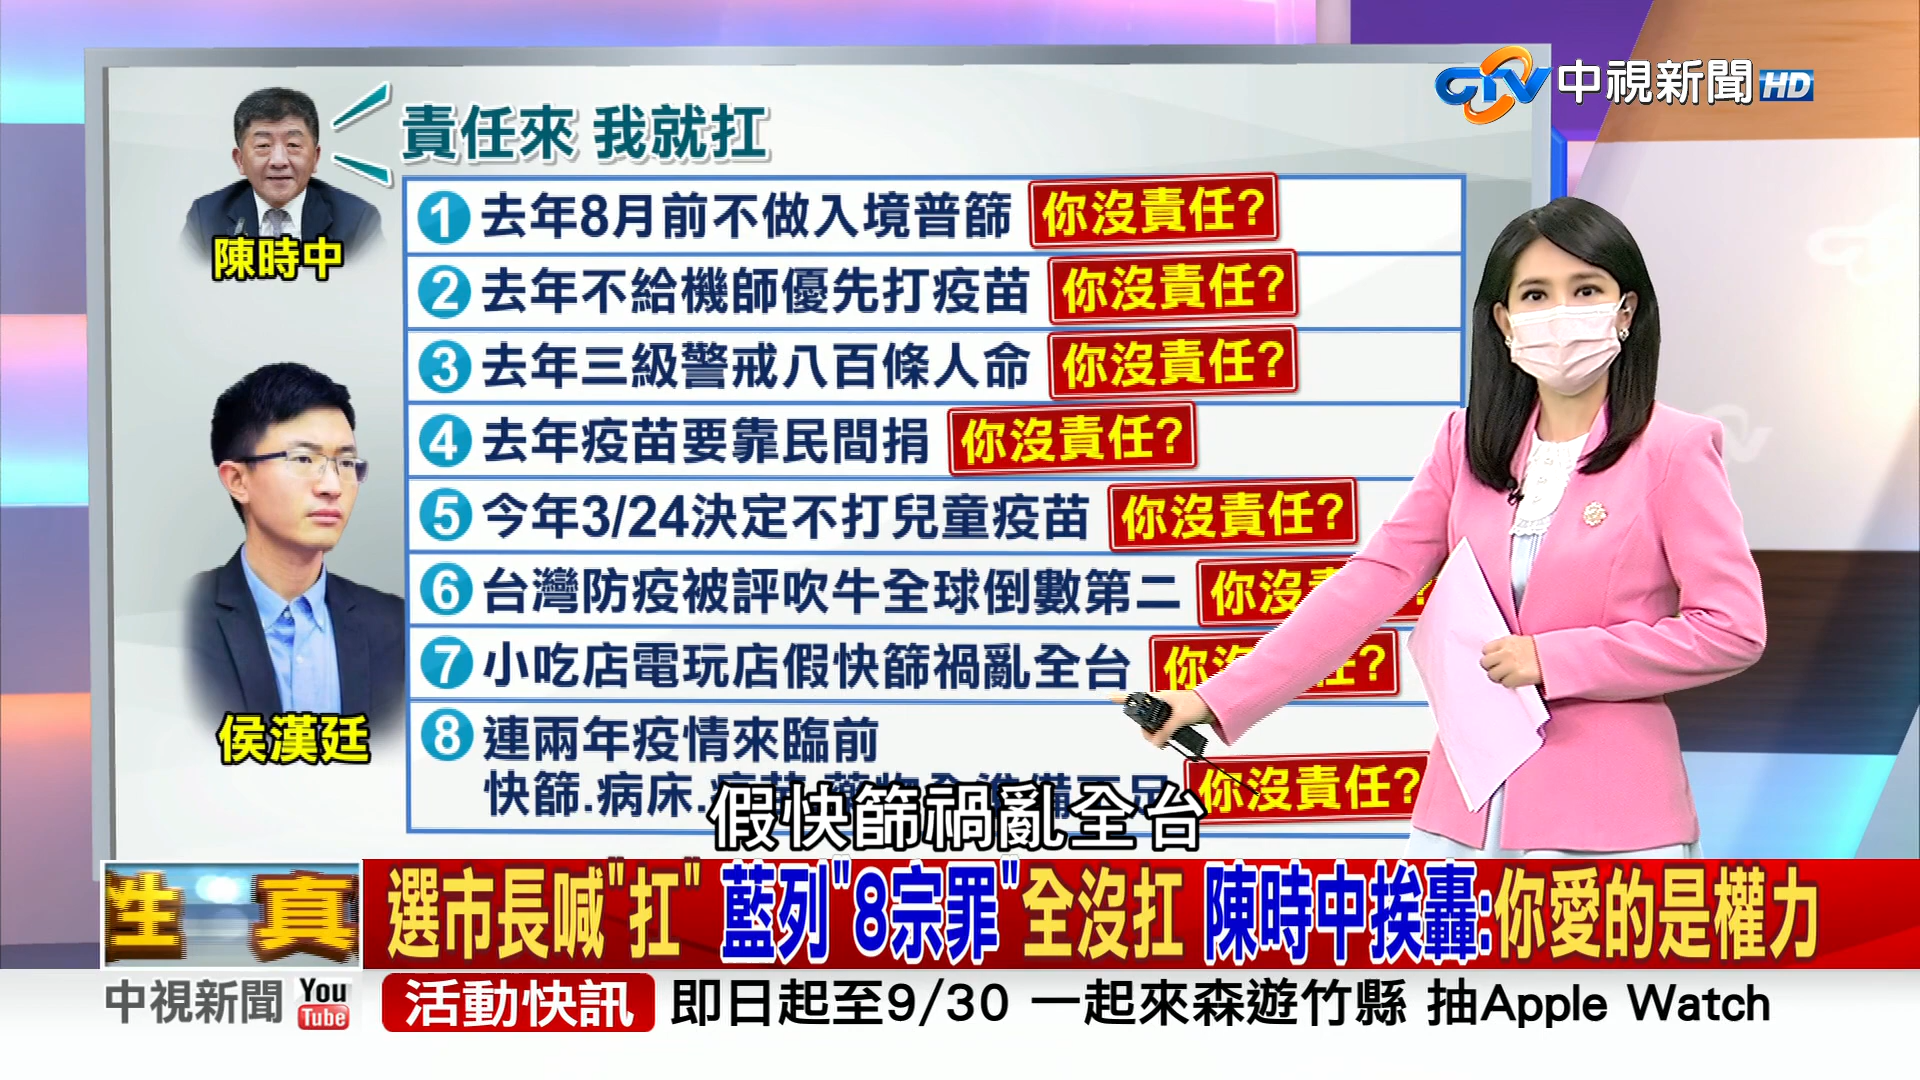 CTV中視新聞HD
責任來 我就扛
陳時中
侯漢廷
1 去年8月前不做入境普篩 你沒責任?
2 去年不給機師優先打疫苗 你沒責任?
3 去年三級警戒八百條人命 你沒責任?
4 去年疫苗要靠民間捐 你沒責任?
5 今年3/24決定不打兒童疫苗 你沒責任?
6 台灣防疫被評吹牛全球倒數第二 你沒責 ?
7 小吃店電玩店假快篩禍亂全台 你沒 任?
8 連兩年疫情來臨前
快篩.病床. 你沒責任?
假快篩禍亂全台
真
選市長喊"扛" 藍列"8宗罪"全沒扛 陳時中挨轟:你愛的是權力
中視新聞 YouTube 活動快訊 即日起至9/30 一起來森遊竹縣 抽Apple Watch